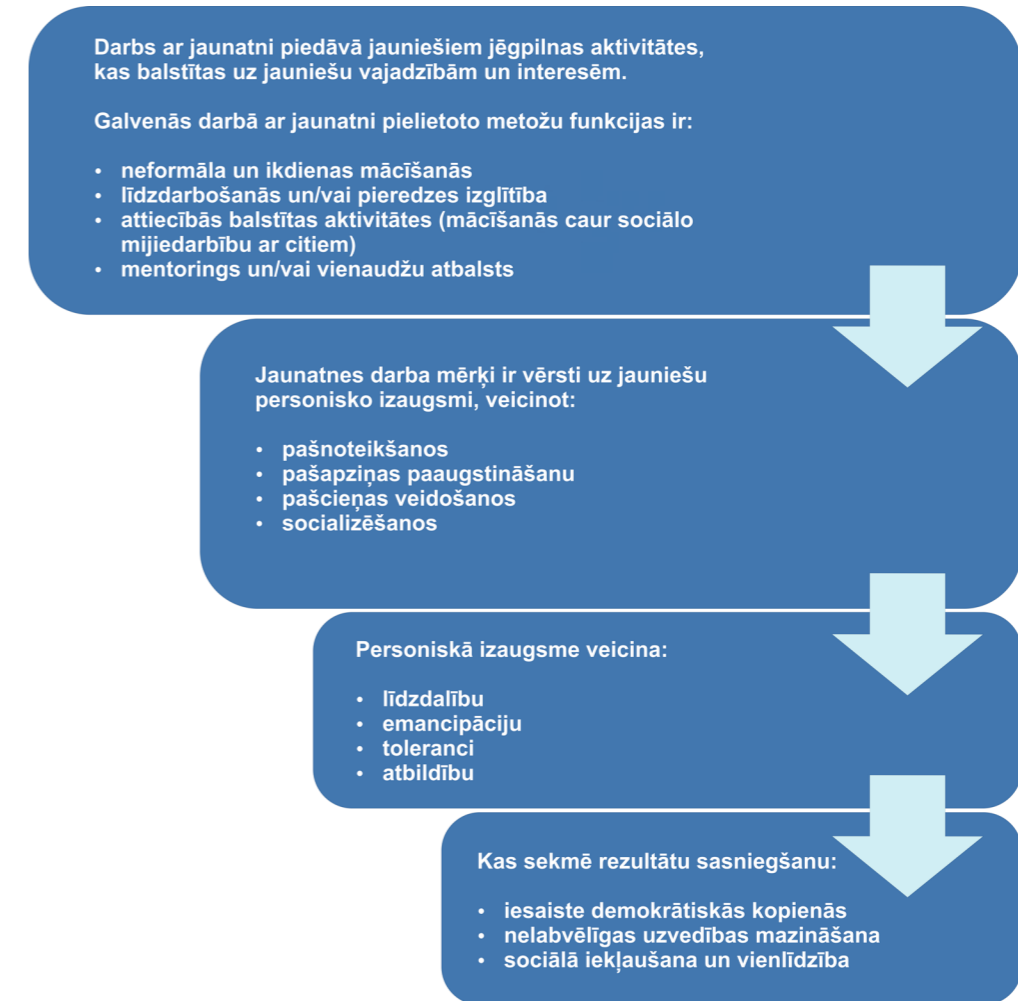 Darbs ar jaunatni piedāvā jauniešiem jēgpilnas aktivitātes,
kas balstītas uz jauniešu vajadzībām un interesēm.
Galvenās darbā ar jaunatni pielietoto metožu funkcijas ir:
• neformāla un ikdienas mācīšanās
• līdzdarbošanās un/vai pieredzes izglītība
• attiecībās balstītas aktivitātes (mācīšanās caur sociālo
mijiedarbību ar citiem)
• mentorings un/vai vienaudžu atbalsts
Jaunatnes darba mērķi ir vērsti uz jauniešu
personisko izaugsmi, veicinot:
• pašnoteikšanos
• pašapziņas paaugstināšanu
• pašcieņas veidošanos
• socializēšanos
Personiskā izaugsme veicina:
• līdzdalību
• emancipāciju
• toleranci
• atbildību
Kas sekmē rezultātu sasniegšanu:
• iesaiste demokrātiskās kopienās
• nelabvēlīgas uzvedības mazināšana
• sociālā iekļaušana un vienlīdzība